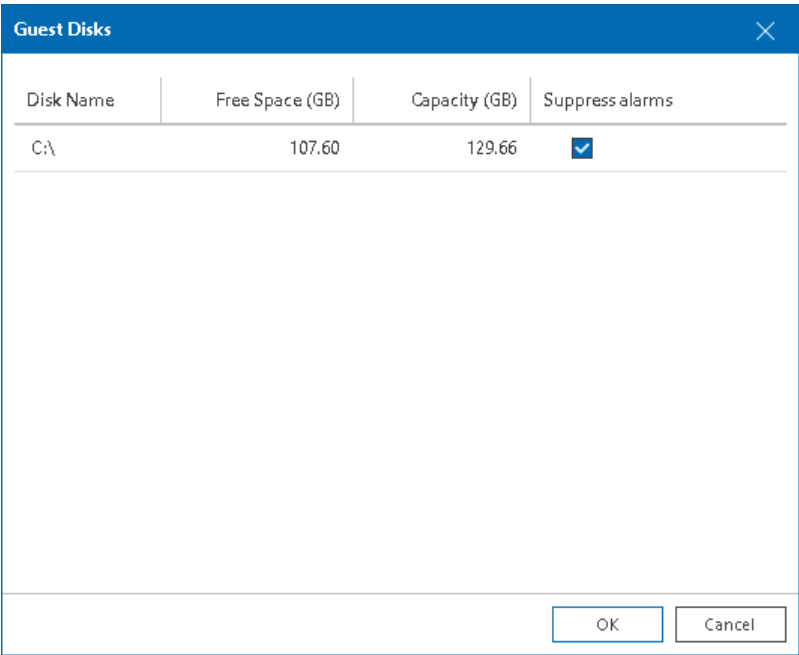 Guest Disks
Disk Name Free Space (GB) Capacity (GB) Suppress alarms
C:\ 107.60 129.66
OK Cancel